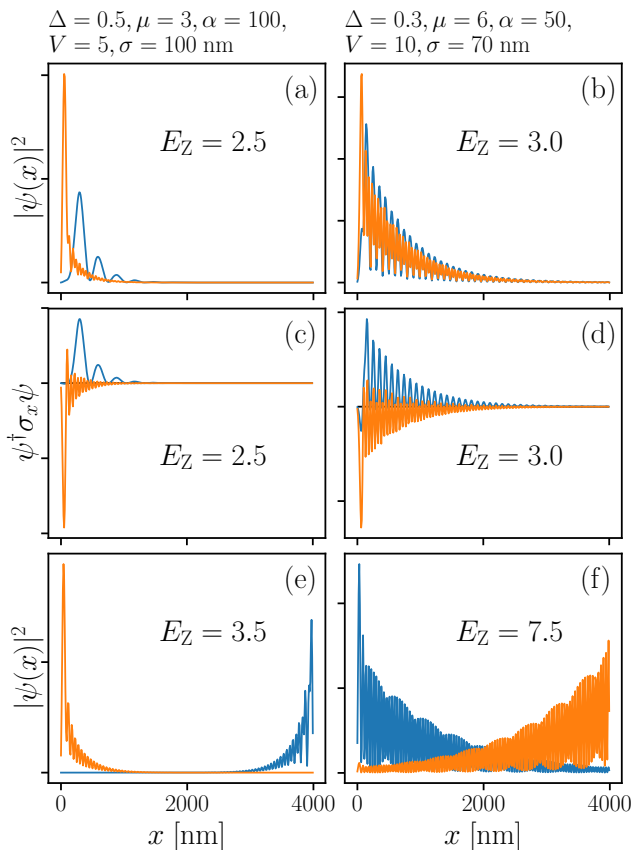 Δ = 0.5, μ = 3, α = 100,
V = 5, σ = 100 nm
Δ = 0.3, μ = 6, α = 50,
V = 10, σ = 70 nm
|ψ(x)|²
(a)
E_Z = 2.5
(b)
E_Z = 3.0
ψ†σ_xψ
(c)
E_Z = 2.5
(d)
E_Z = 3.0
|ψ(x)|²
(e)
E_Z = 3.5
(f)
E_Z = 7.5
0 2000 4000
0 2000 4000
x [nm]
x [nm]